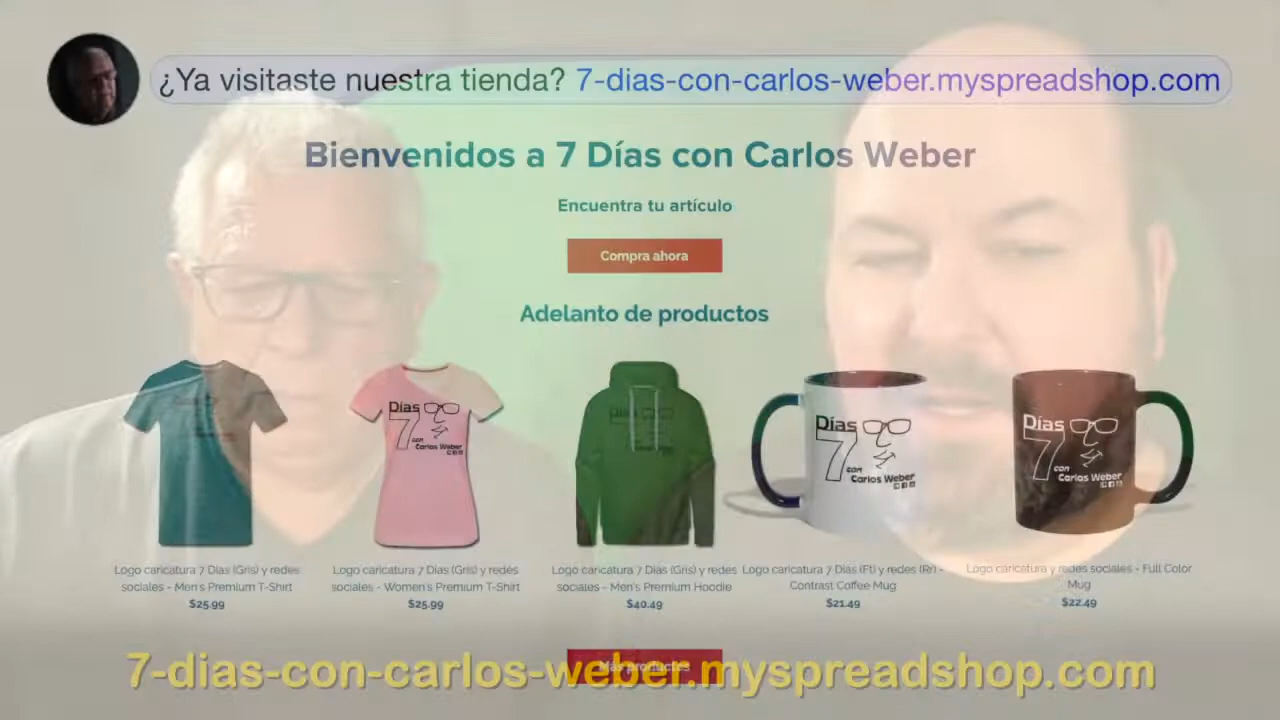 ¿Ya visitaste nuestra tienda? 7-dias-con-carlos-weber.myspreadshop.com
Bienvenidos a 7 Días con Carlos Weber
Encuentra tu artículo
Compra ahora
Adelanto de productos
Días
7 con
Carlos Weber
Días
7 con
Carlos Weber
Días
7 con
Carlos Weber
Logo caricatura 7 Días (Gris) y redes
sociales - Men's Premium T-Shirt
$25.99
Logo caricatura 7 Días (Gris) y redes
sociales - Women's Premium T-Shirt
$25.99
Logo caricatura 7 Días (Gris) y redes
sociales - Men's Premium Hoodie
$40.49
Logo caricatura 7 Días (Ft) y redes (Rr) -
Contrast Coffee Mug
$21.49
Logo caricatura y redes sociales - Full Color
Mug
$22.49
Más productos
7-dias-con-carlos-weber.myspreadshop.com